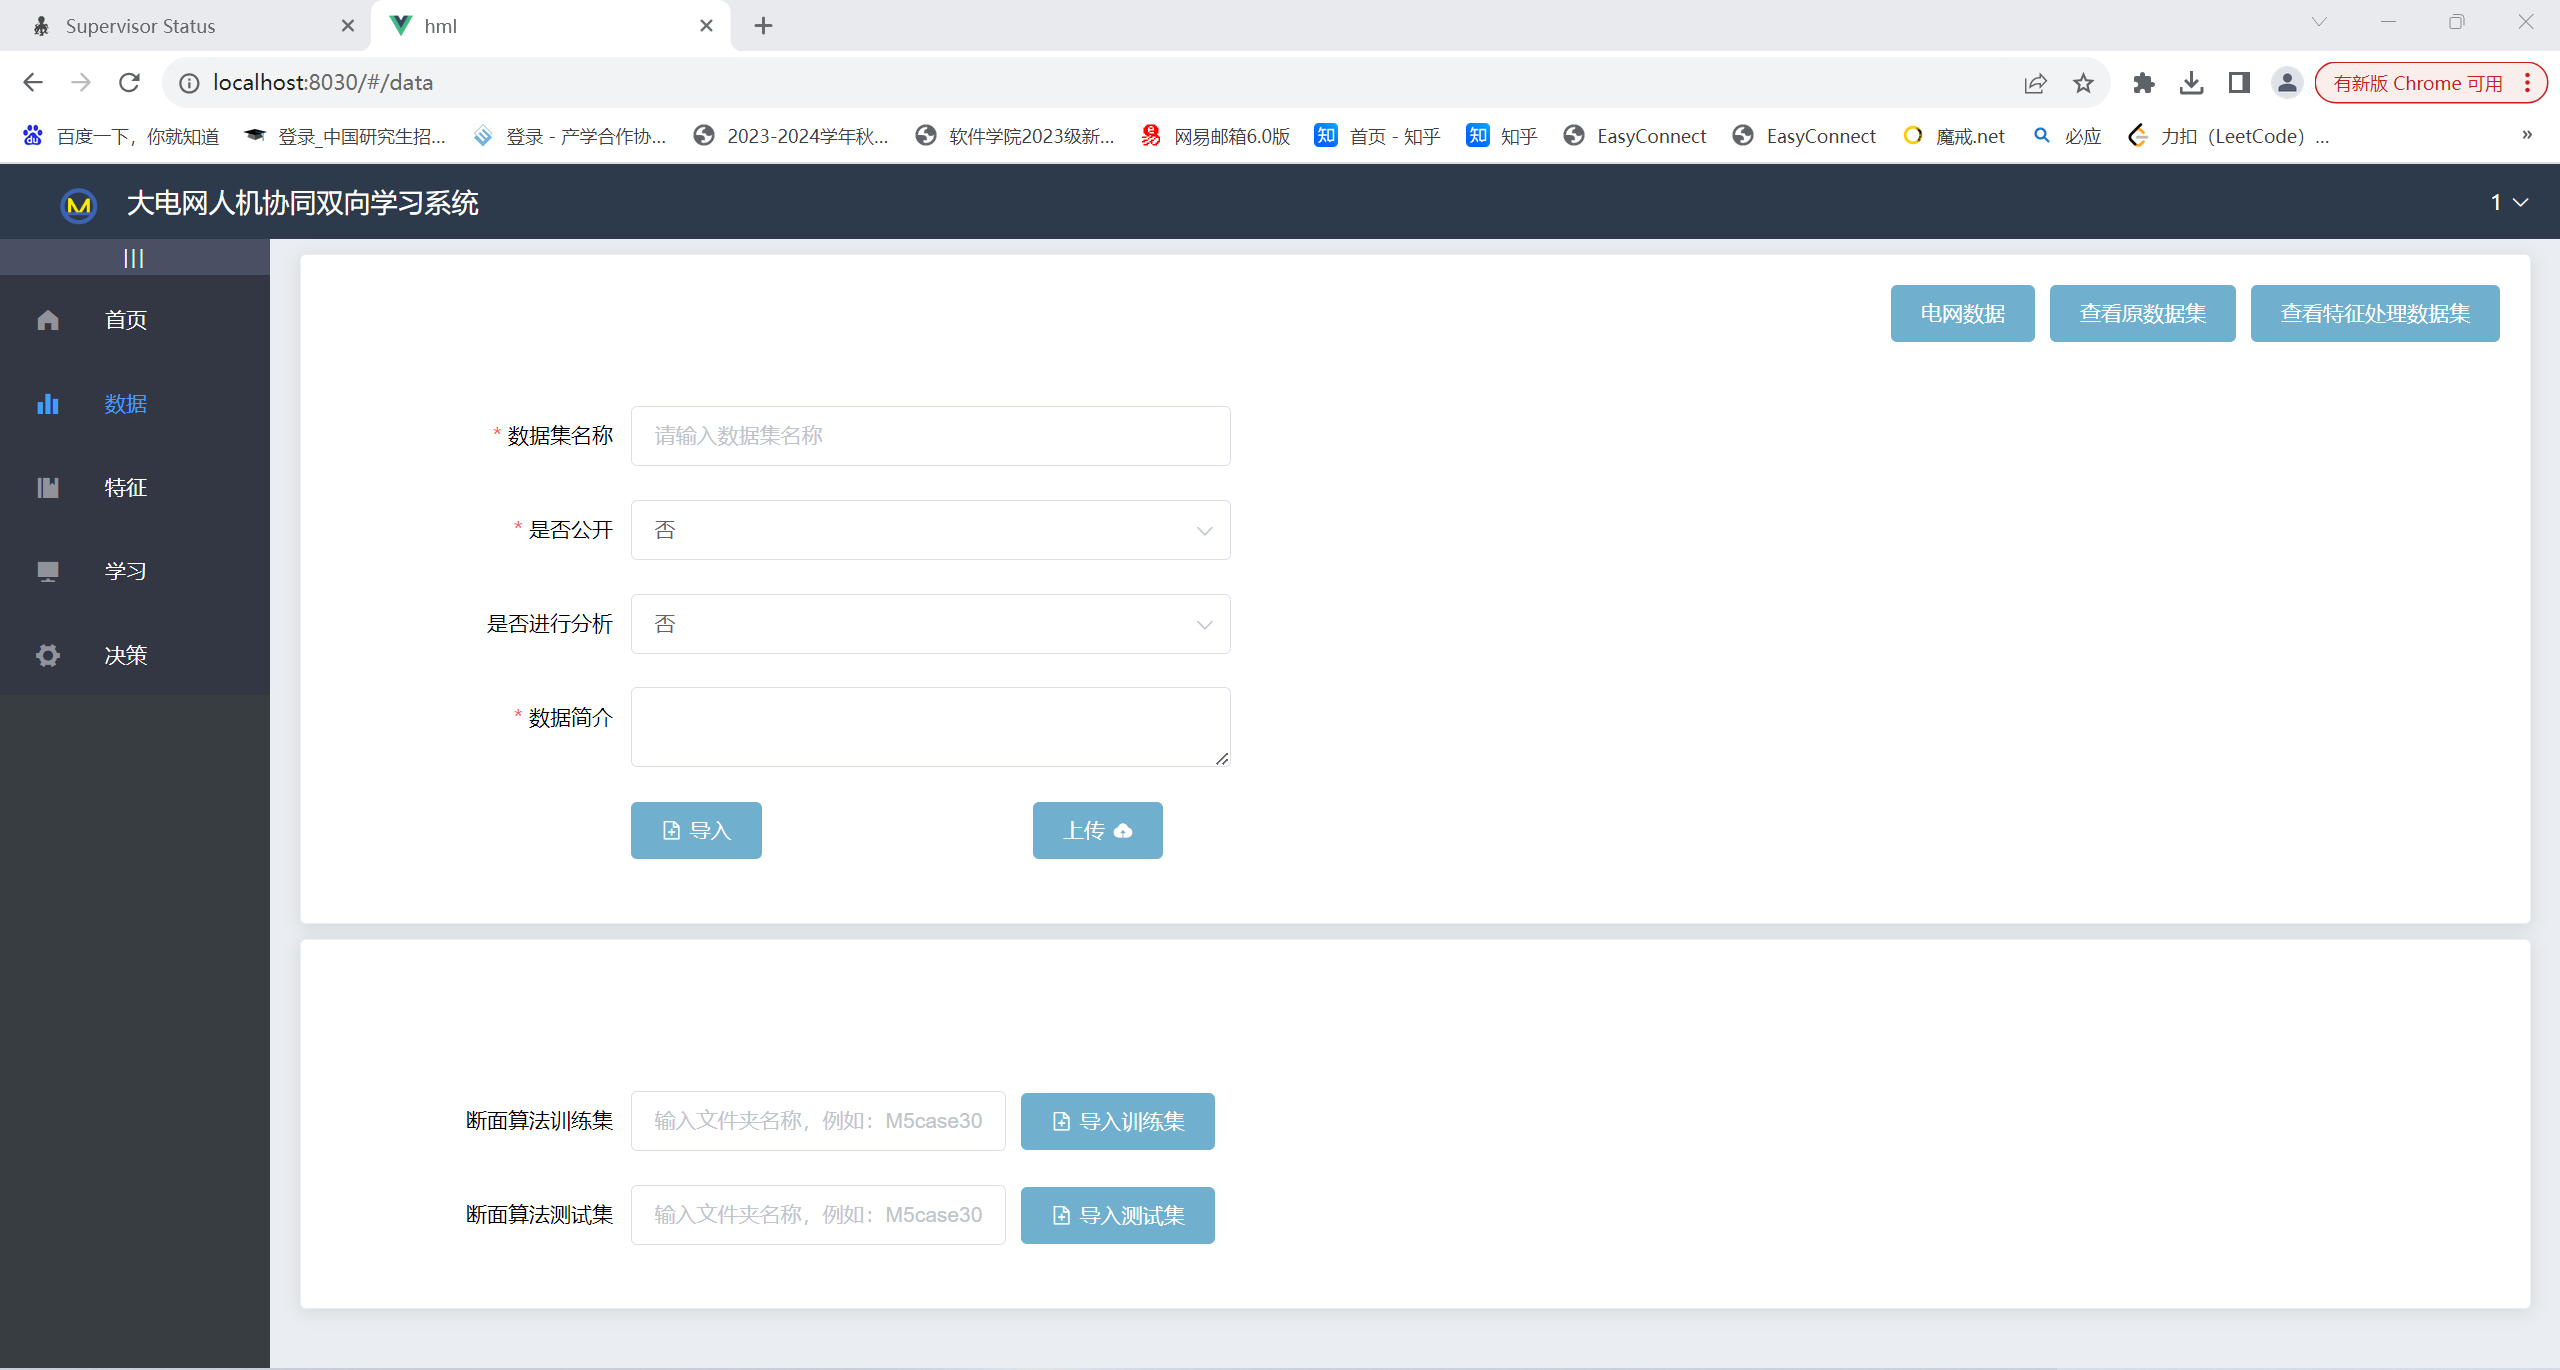 Supervisor Status
hml
localhost:8030/#/data
有新版 Chrome 可用
百度一下，你就知道
登录_中国研究生招...
登录 - 产学合作协...
2023-2024学年秋...
软件学院2023级新...
网易邮箱6.0版
首页 - 知乎
知乎
EasyConnect
EasyConnect
魔戒.net
必应
力扣（LeetCode）...
»
大电网人机协同双向学习系统
1
|||
首页
数据
特征
学习
决策
电网数据
查看原数据集
查看特征处理数据集
* 数据集名称
请输入数据集名称
* 是否公开
否
是否进行分析
否
* 数据简介
导入
上传
断面算法训练集
输入文件夹名称，例如：M5case30
导入训练集
断面算法测试集
输入文件夹名称，例如：M5case30
导入测试集